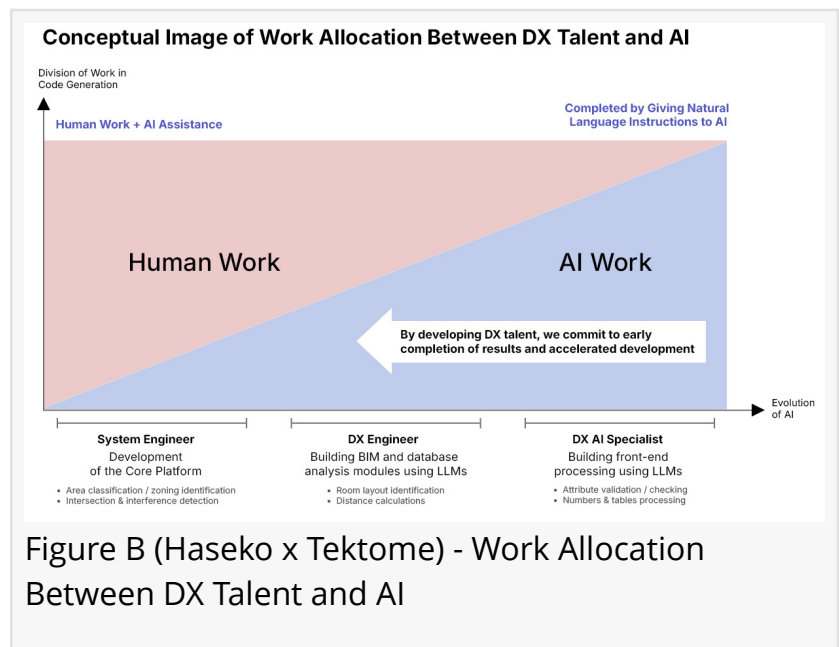 Conceptual Image of Work Allocation Between DX Talent and AI
Division of Work in
Code Generation
Human Work + AI Assistance
Completed by Giving Natural
Language Instructions to AI
Human Work
AI Work
By developing DX talent, we commit to early
completion of results and accelerated development
Evolution
of AI
System Engineer
Development
of the Core Platform
• Area classification / zoning identification
• Intersection & interference detection
DX Engineer
Building BIM and database
analysis modules using LLMs
• Room layout identification
• Distance calculations
DX AI Specialist
Building front-end
processing using LLMs
• Attribute validation / checking
• Numbers & tables processing
Figure B (Haseko x Tektome) - Work Allocation
Between DX Talent and AI